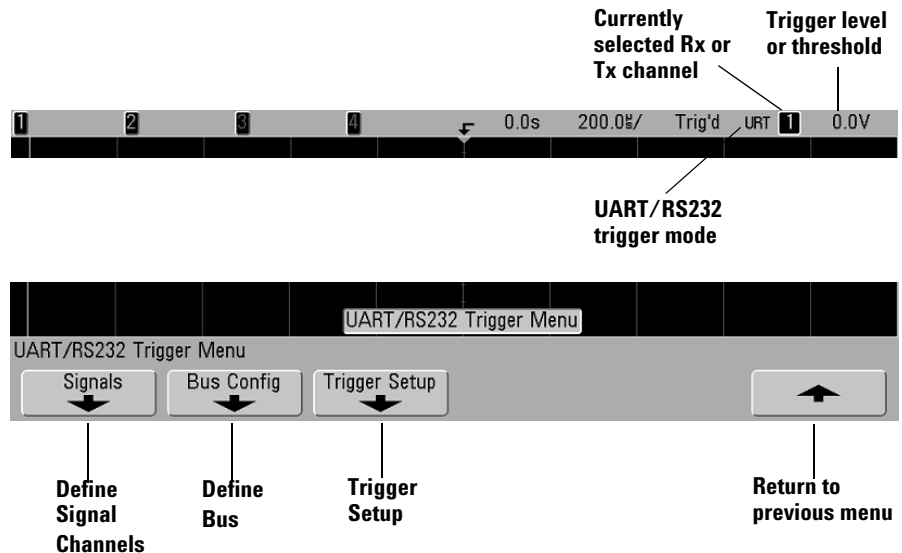 Currently
selected Rx or
Tx channel
Trigger level
or threshold
1 2 3 4 0.0s 200.0㎲/ Trig'd URT 1 0.0V
UART/RS232
trigger mode
UART/RS232 Trigger Menu
UART/RS232 Trigger Menu
Signals Bus Config Trigger Setup
Define
Signal
Channels
Define
Bus
Trigger
Setup
Return to
previous menu